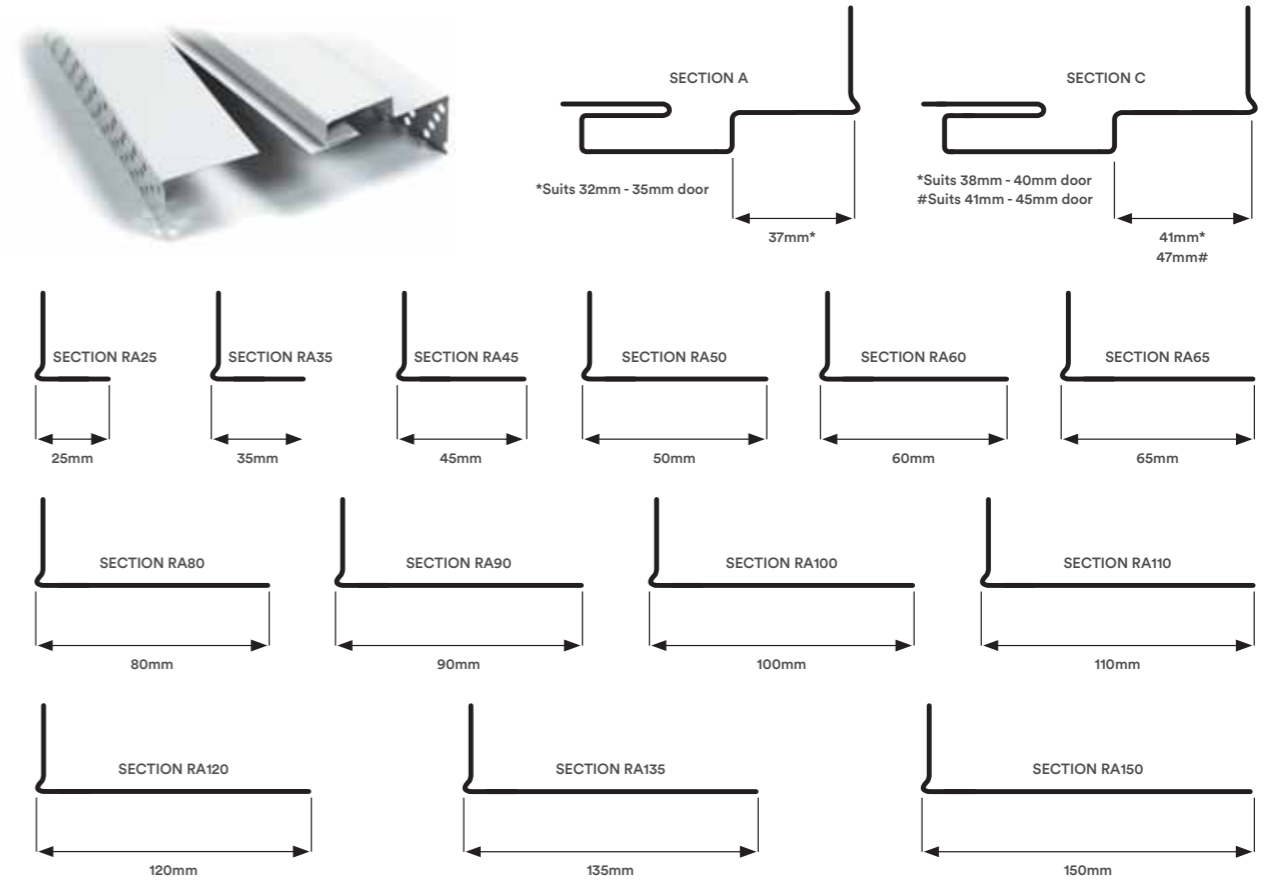 SECTION A
SECTION C
*Suits 32mm - 35mm door
*Suits 38mm - 40mm door
#Suits 41mm - 45mm door
37mm*
41mm*
47mm#
SECTION RA25
SECTION RA35
SECTION RA45
SECTION RA50
SECTION RA60
SECTION RA65
25mm
35mm
45mm
50mm
60mm
65mm
SECTION RA80
SECTION RA90
SECTION RA100
SECTION RA110
80mm
90mm
100mm
110mm
SECTION RA120
SECTION RA135
SECTION RA150
120mm
135mm
150mm